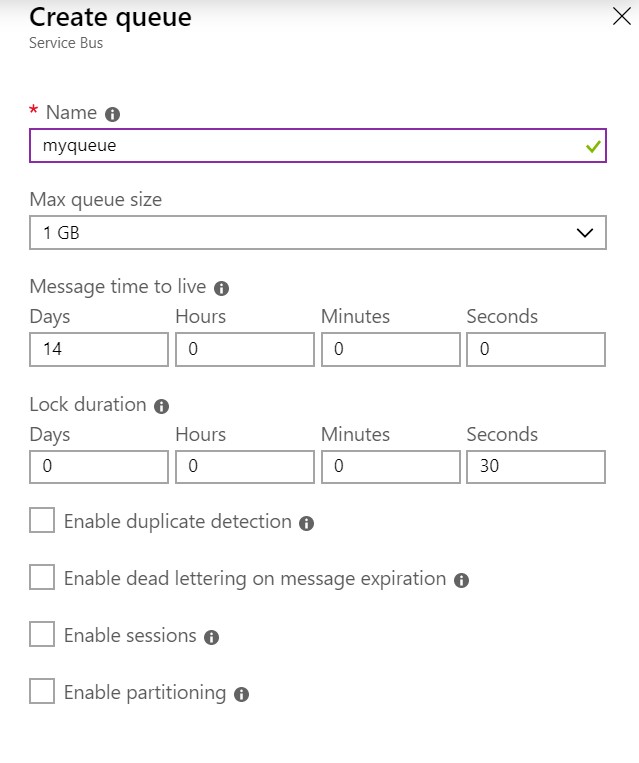 Create queue
Service Bus
* Name
myqueue
Max queue size
1 GB
Message time to live
Days Hours Minutes Seconds
14 0 0 0
Lock duration
Days Hours Minutes Seconds
0 0 0 30
Enable duplicate detection
Enable dead lettering on message expiration
Enable sessions
Enable partitioning